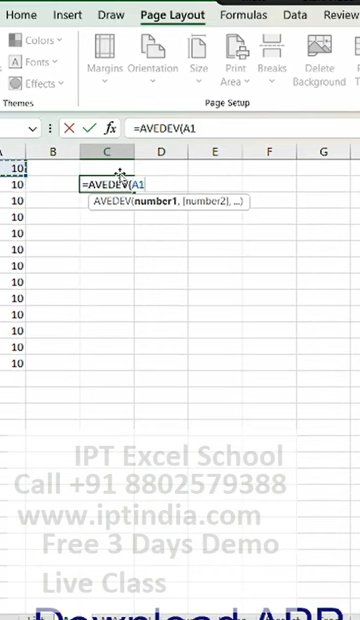 Home Insert Draw Page Layout Formulas Data Review
Colors
Fonts
Effects
Themes
Margins Orientation Size Print Area Breaks Delete Background
Page Setup
fx =AVEDEV(A1
B C D E F G
10
10 =AVEDEV(A1
10 AVEDEV(number1, [number2], ...)
10
10
10
10
10
10
10
10
10
10
IPT Excel School
Call +91 8802579388
www.iptindia.com
Free 3 Days Demo
Live Class
Download APP